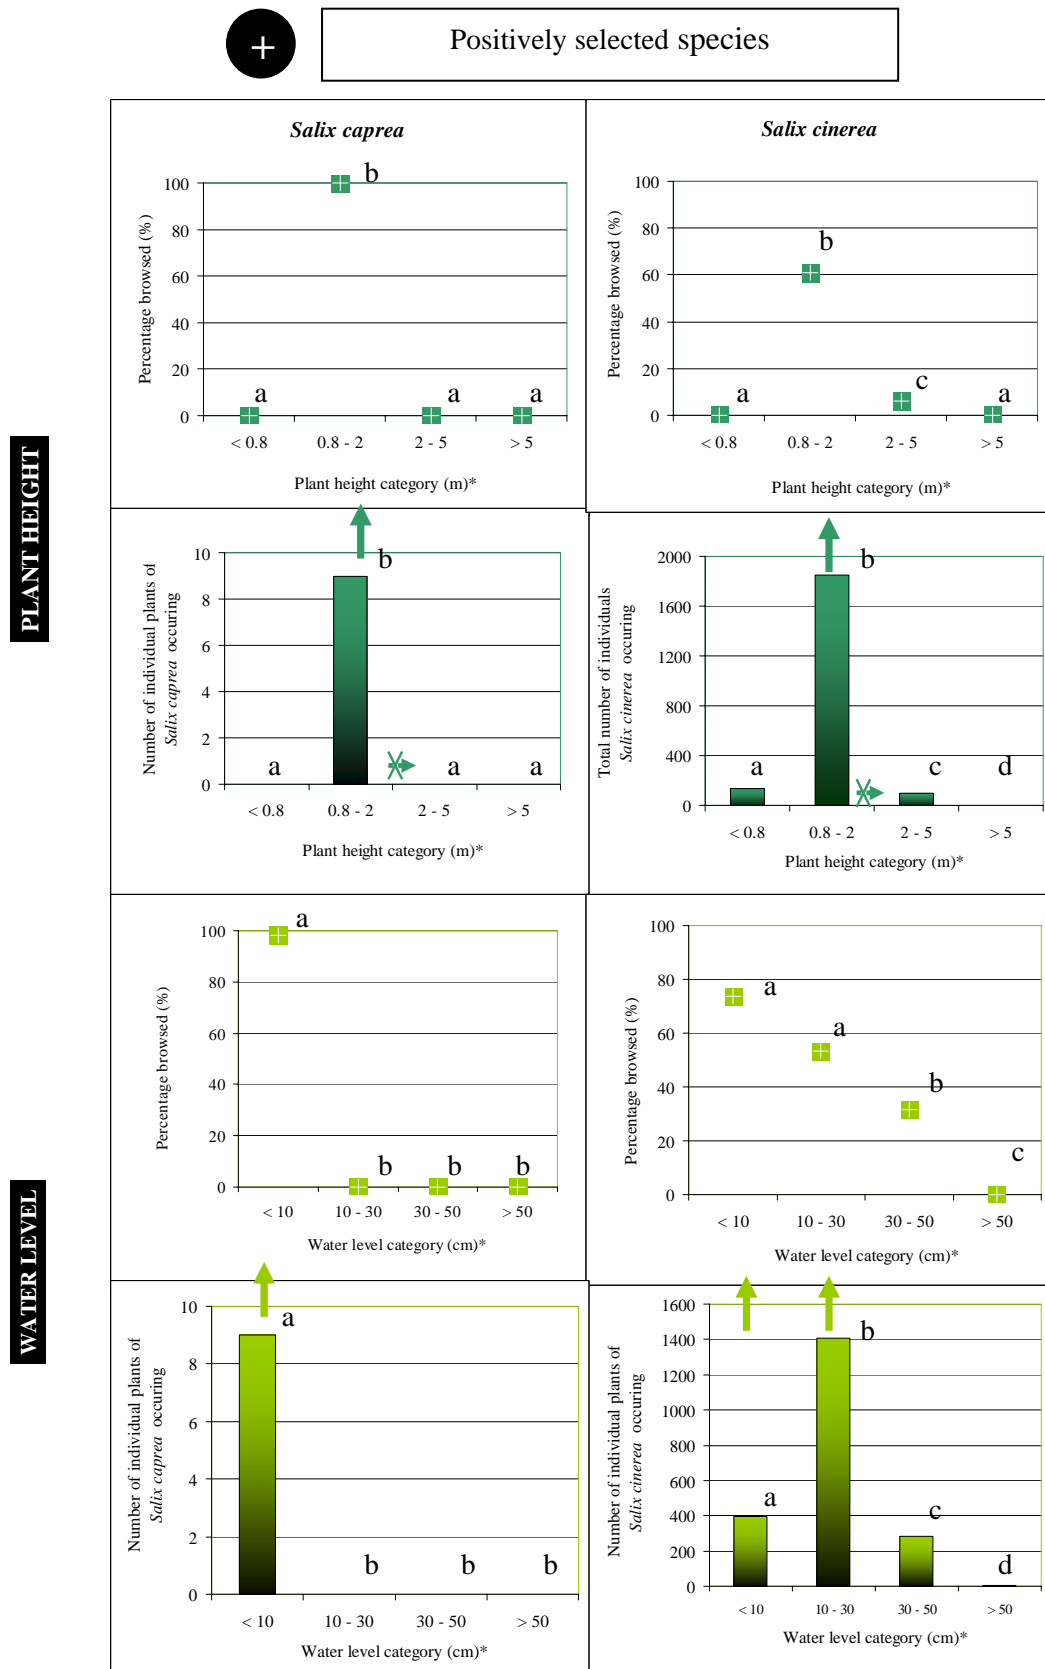 +
Positively selected species
PLANT HEIGHT
WATER LEVEL
Salix caprea
Percentage browsed (%)
100
80
60
40
20
0
b
a
a
a
< 0.8
0.8 - 2
2 - 5
> 5
Plant height category (m)*
Salix cinerea
Percentage browsed (%)
100
80
60
40
20
0
b
a
c
a
< 0.8
0.8 - 2
2 - 5
> 5
Plant height category (m)*
Number of individual plants of
Salix caprea occuring
10
8
6
4
2
0
b
a
a
a
< 0.8
0.8 - 2
2 - 5
> 5
Plant height category (m)*
Total number of individuals
Salix cinerea occuring
2000
1600
1200
800
400
0
b
a
c
d
< 0.8
0.8 - 2
2 - 5
> 5
Plant height category (m)*
Percentage browsed (%)
100
80
60
40
20
0
a
b
b
b
< 10
10 - 30
30 - 50
> 50
Water level category (cm)*
Percentage browsed (%)
100
80
60
40
20
0
a
a
b
c
< 10
10 - 30
30 - 50
> 50
Water level category (cm)*
Number of individual plants of
Salix caprea occuring
10
8
6
4
2
0
a
b
b
b
< 10
10 - 30
30 - 50
> 50
Water level category (cm)*
Number of individual plants of
Salix cinerea occuring
1600
1400
1200
1000
800
600
400
200
0
a
b
c
d
< 10
10 - 30
30 - 50
> 50
Water level category (cm)*